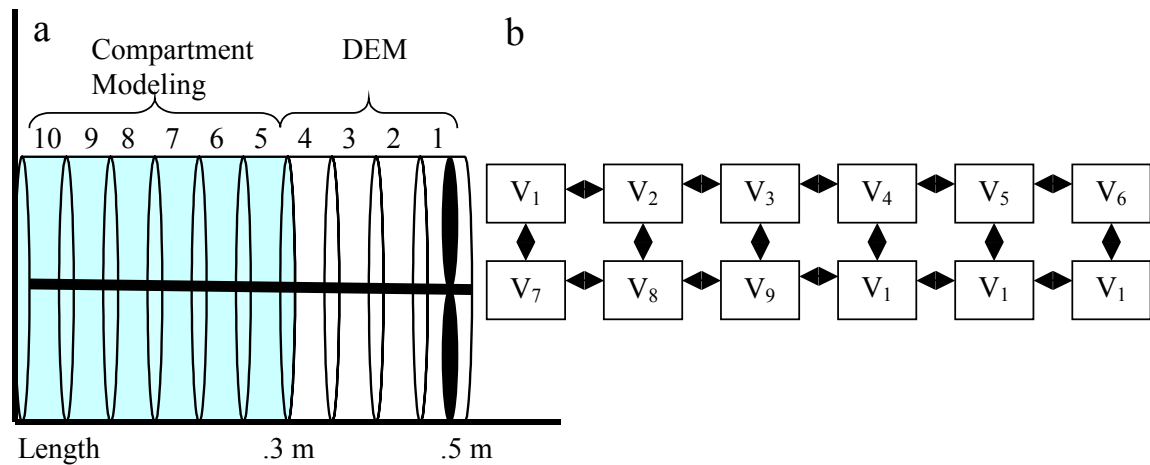 a
Compartment
Modeling
DEM
10 9 8 7 6 5 4 3 2 1
Length
.3 m
.5 m
b
V1 V2 V3 V4 V5 V6
V7 V8 V9 V1 V1 V1